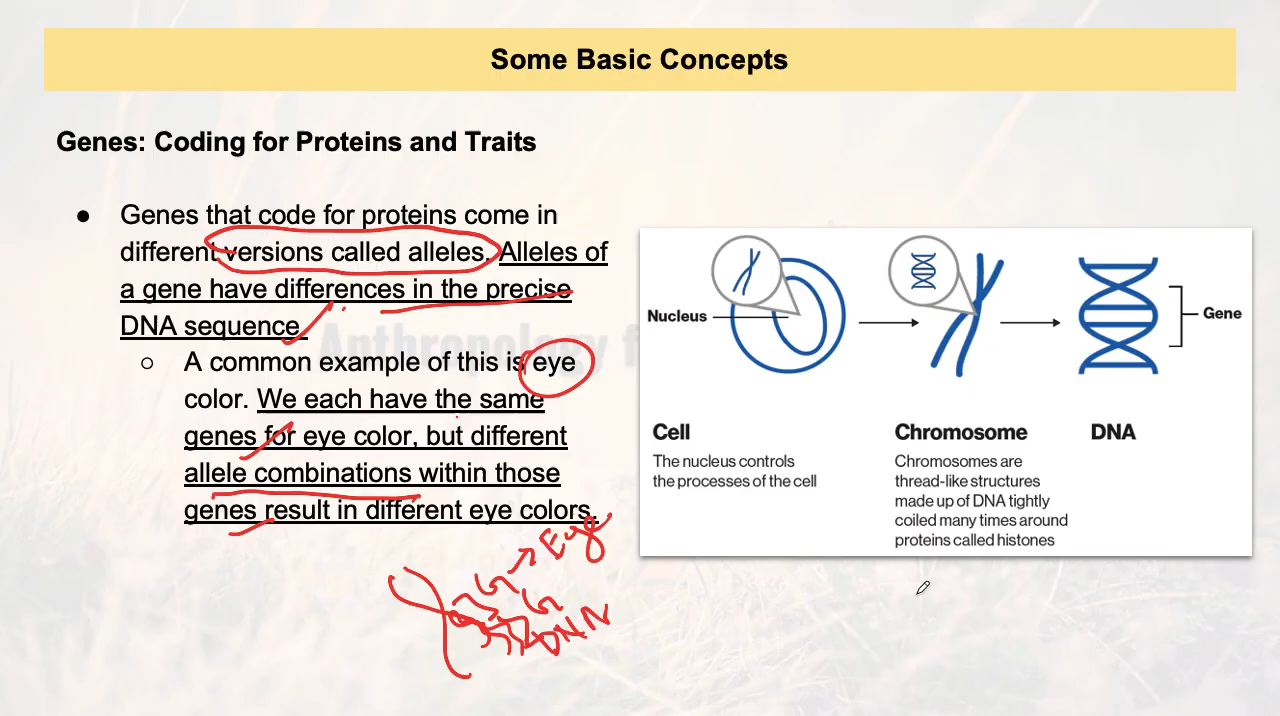 Some Basic Concepts
Genes: Coding for Proteins and Traits
● Genes that code for proteins come in
different versions called alleles. Alleles of
a gene have differences in the precise
DNA sequence.
○ A common example of this is eye
color. We each have the same
genes for eye color, but different
allele combinations within those
genes result in different eye colors.
Anthropology f
Eye
DNA
Nucleus
Gene
Cell
The nucleus controls
the processes of the cell
Chromosome
Chromosomes are
thread-like structures
made up of DNA tightly
coiled many times around
proteins called histones
DNA